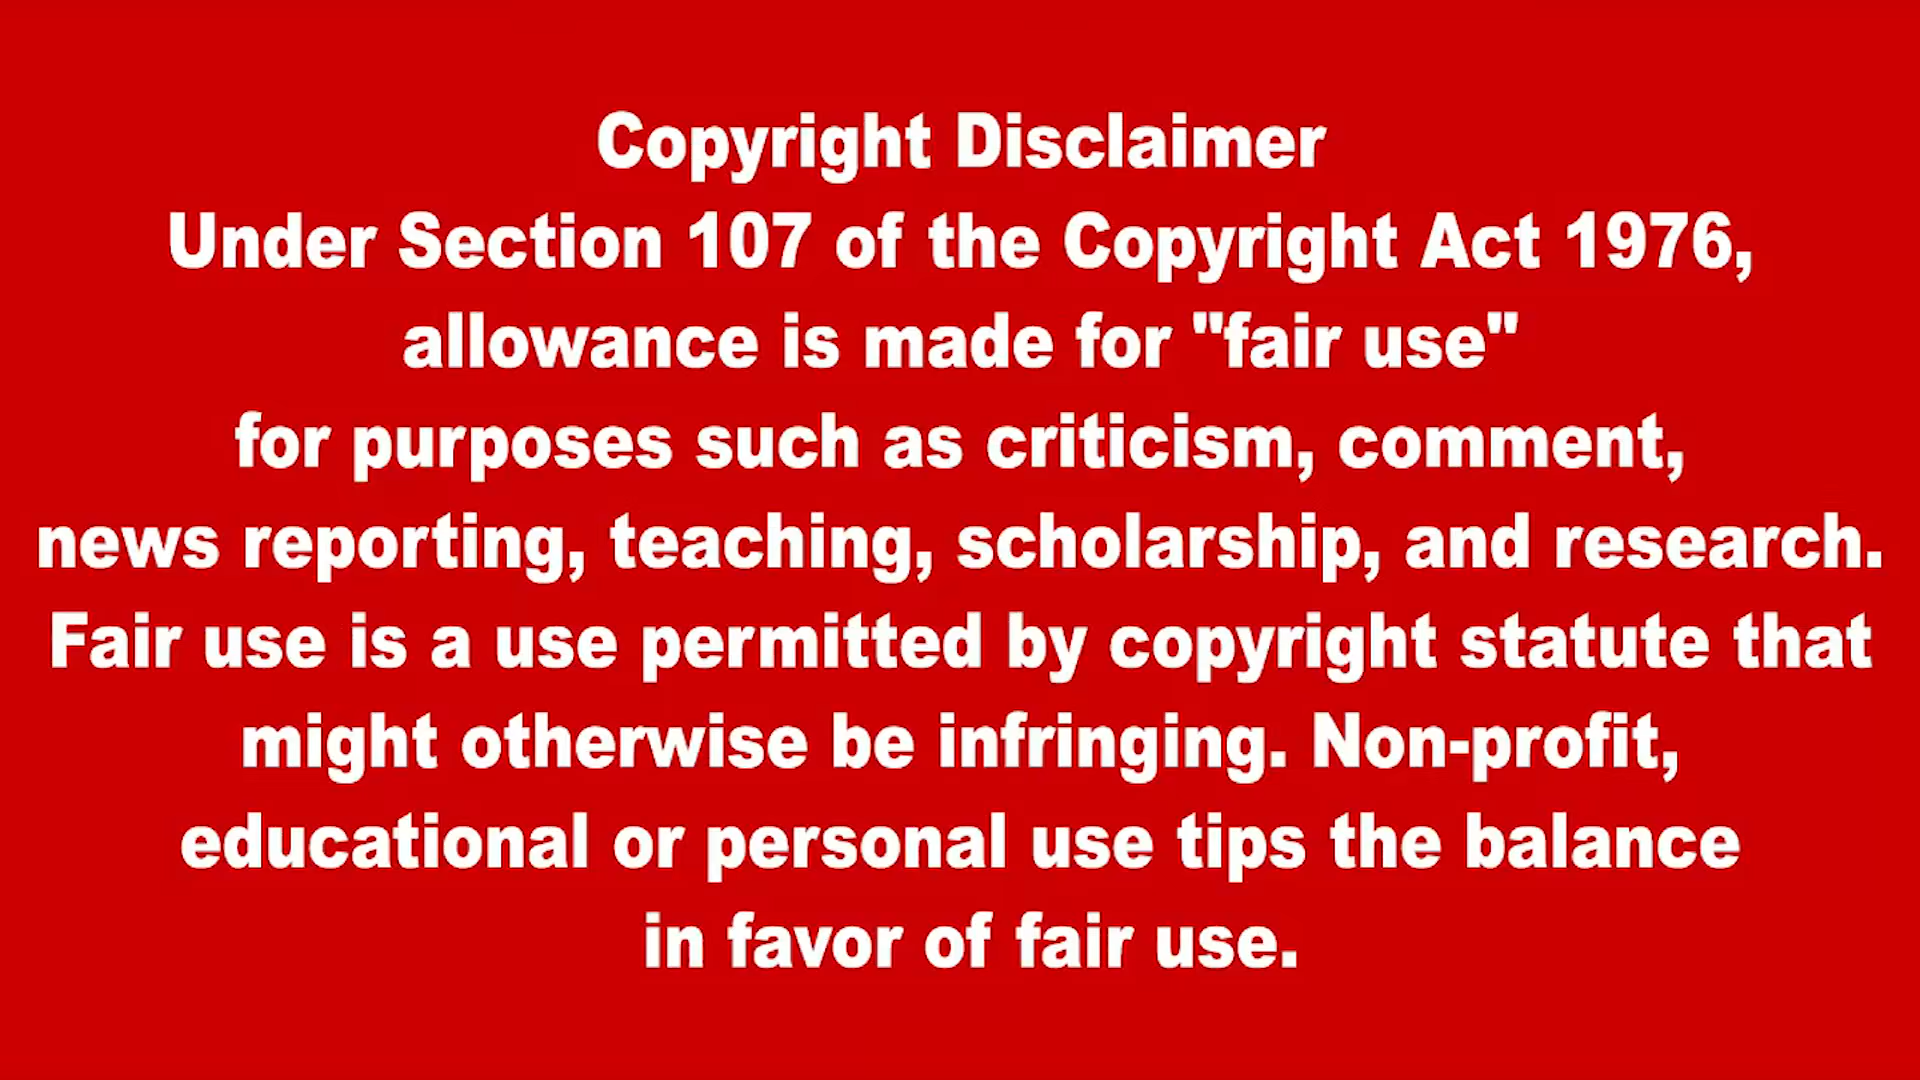 Copyright Disclaimer
Under Section 107 of the Copyright Act 1976,
allowance is made for "fair use"
for purposes such as criticism, comment,
news reporting, teaching, scholarship, and research.
Fair use is a use permitted by copyright statute that
might otherwise be infringing. Non-profit,
educational or personal use tips the balance
in favor of fair use.